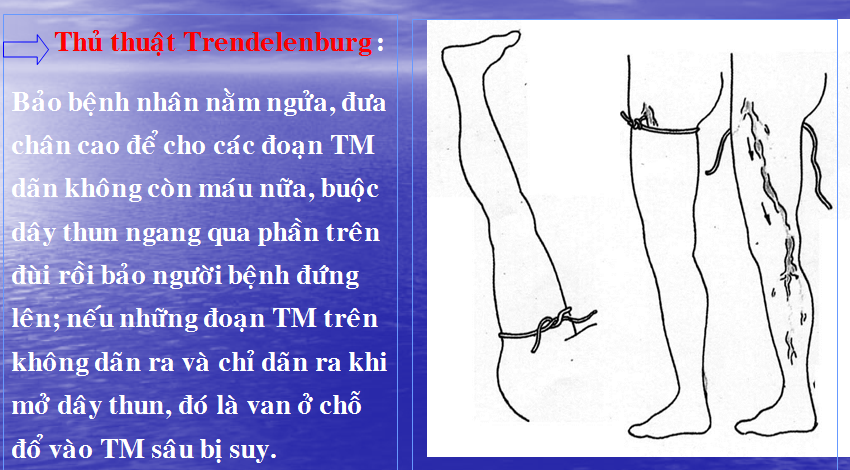 Thủ thuật Trendelenburg :
Bảo bệnh nhân nằm ngửa, đưa
chân cao để cho các đoạn TM
dãn không còn máu nữa, buộc
dây thun ngang qua phần trên
đùi rồi bảo người bệnh đứng
lên; nếu những đoạn TM trên
không dãn ra và chỉ dãn ra khi
mở dây thun, đó là van ở chỗ
đổ vào TM sâu bị suy.